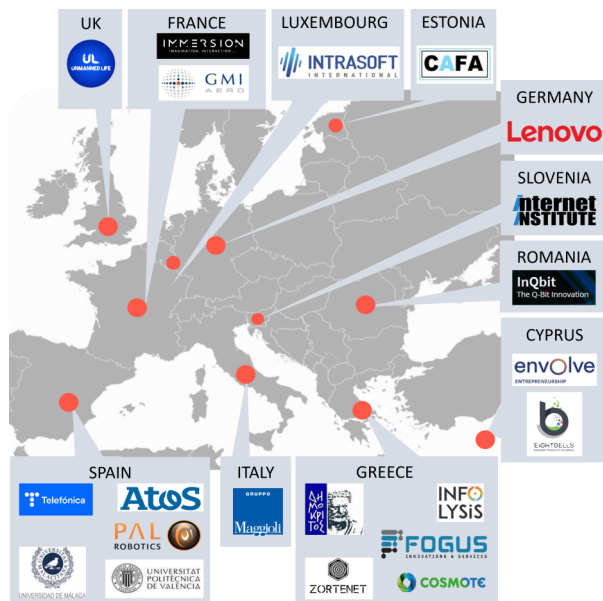 UK
UL
UNMANNED LIFE
FRANCE
IMMERSION
IMAGINATION, INTERACTION...
GMI
AERO
LUXEMBOURG
INTRASOFT
INTERNATIONAL
ESTONIA
CAFA
GERMANY
Lenovo
SLOVENIA
internet
INSTITUTE
ROMANIA
InQbit
The Q-Bit Innovation
CYPRUS
envolve
ENTREPRENEURSHIP
EIGHTBELLS
SPAIN
Telefónica
Atos
PAL
ROBOTICS
UNIVERSIDAD DE MÁLAGA
UNIVERSITAT
POLITÈCNICA
DE VALÈNCIA
ITALY
GRUPPO
Maggioli
GREECE
ΔΗΜΟΚΡΙΤΟΣ
INFO
LYSiS
FOGUS
INNOVATIONS & SERVICES
ZORTENET
COSMOTE